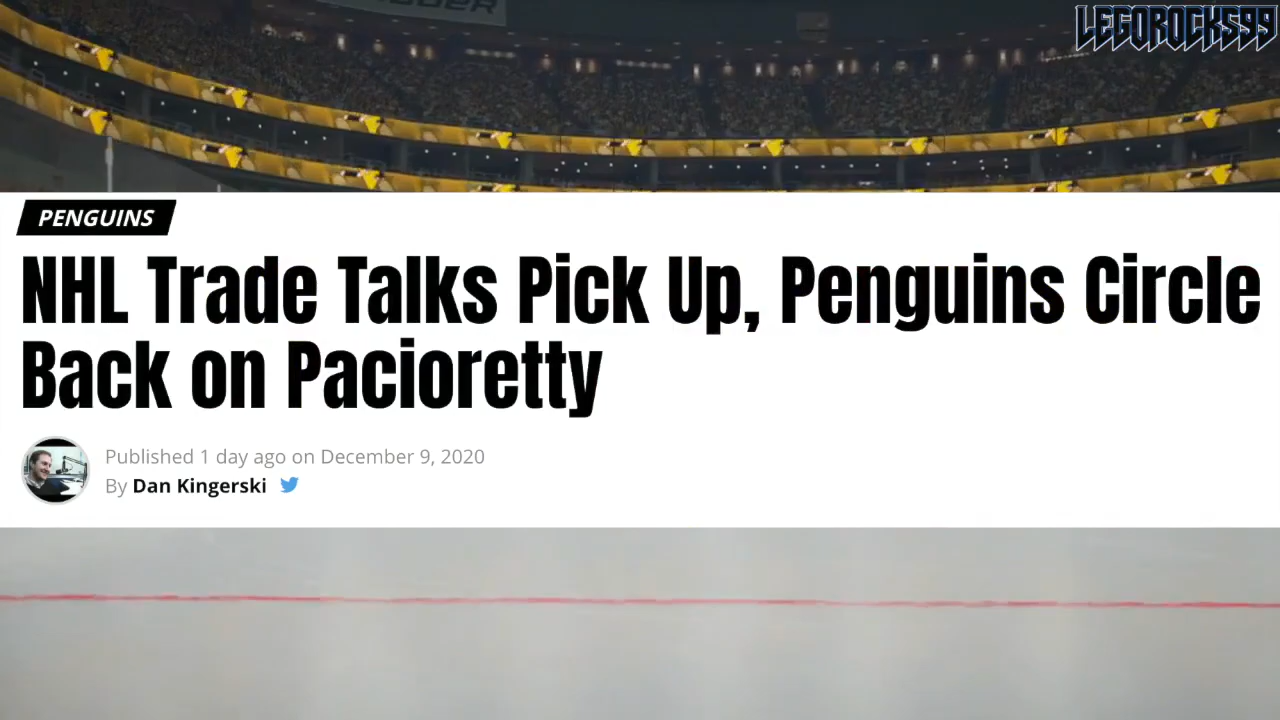 LEGOROCKS99
PENGUINS
NHL Trade Talks Pick Up, Penguins Circle
Back on Pacioretty
Published 1 day ago on December 9, 2020
By Dan Kingerski